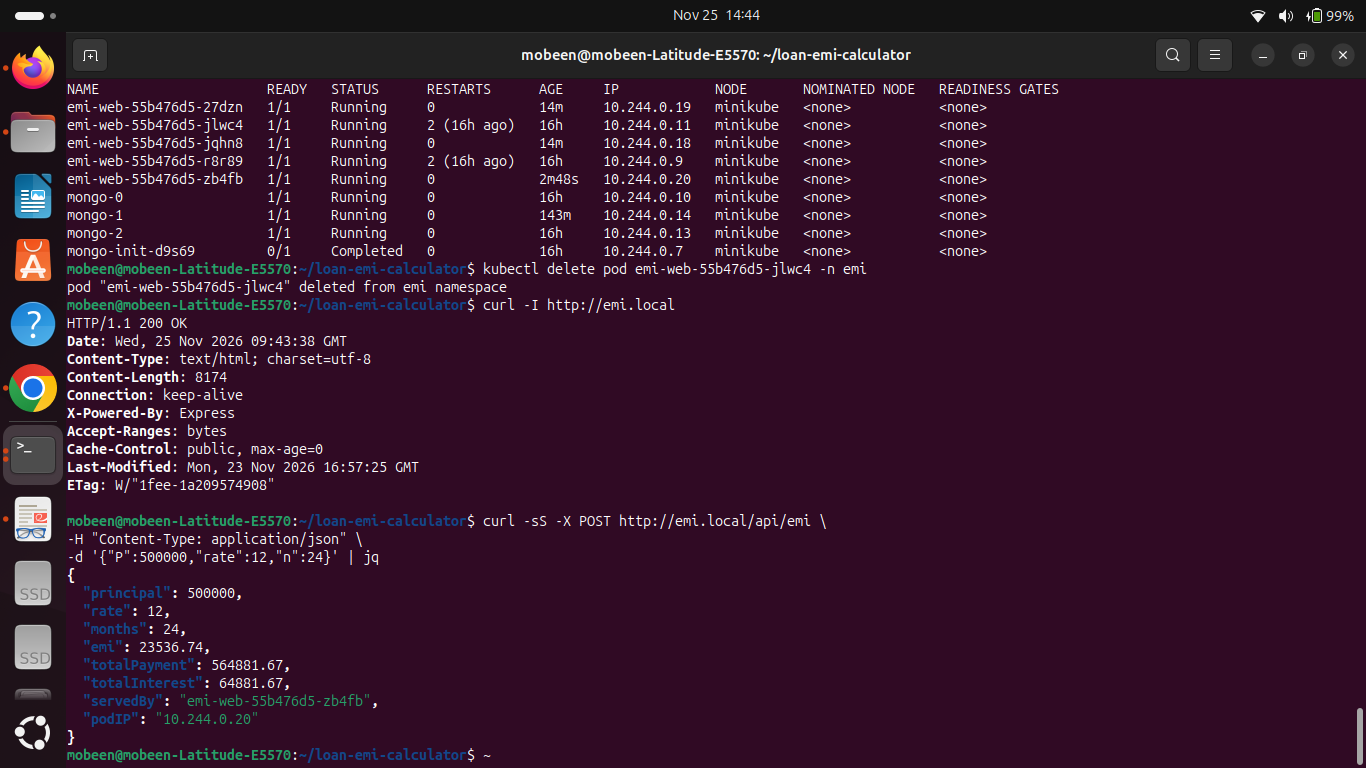 Nov 25 14:44
99%
mobeen@mobeen-Latitude-E5570: ~/loan-emi-calculator
NAME READY STATUS RESTARTS AGE IP NODE NOMINATED NODE READINESS GATES
emi-web-55b476d5-27dzn 1/1 Running 0 14m 10.244.0.19 minikube <none> <none>
emi-web-55b476d5-jlwc4 1/1 Running 2 (16h ago) 16h 10.244.0.11 minikube <none> <none>
emi-web-55b476d5-jqhn8 1/1 Running 0 14m 10.244.0.18 minikube <none> <none>
emi-web-55b476d5-r8r89 1/1 Running 2 (16h ago) 16h 10.244.0.9 minikube <none> <none>
emi-web-55b476d5-zb4fb 1/1 Running 0 2m48s 10.244.0.20 minikube <none> <none>
mongo-0 1/1 Running 0 16h 10.244.0.10 minikube <none> <none>
mongo-1 1/1 Running 0 143m 10.244.0.14 minikube <none> <none>
mongo-2 1/1 Running 0 16h 10.244.0.13 minikube <none> <none>
mongo-init-d9s69 0/1 Completed 0 16h 10.244.0.7 minikube <none> <none>
mobeen@mobeen-Latitude-E5570:~/loan-emi-calculator$ kubectl delete pod emi-web-55b476d5-jlwc4 -n emi
pod "emi-web-55b476d5-jlwc4" deleted from emi namespace
mobeen@mobeen-Latitude-E5570:~/loan-emi-calculator$ curl -I http://emi.local
HTTP/1.1 200 OK
Date: Wed, 25 Nov 2026 09:43:38 GMT
Content-Type: text/html; charset=utf-8
Content-Length: 8174
Connection: keep-alive
X-Powered-By: Express
Accept-Ranges: bytes
Cache-Control: public, max-age=0
Last-Modified: Mon, 23 Nov 2026 16:57:25 GMT
ETag: W/"1fee-1a209574908"
mobeen@mobeen-Latitude-E5570:~/loan-emi-calculator$ curl -sS -X POST http://emi.local/api/emi \
-H "Content-Type: application/json" \
-d '{"P":500000,"rate":12,"n":24}' | jq
{
"principal": 500000,
"rate": 12,
"months": 24,
"emi": 23536.74,
"totalPayment": 564881.67,
"totalInterest": 64881.67,
"servedBy": "emi-web-55b476d5-zb4fb",
"podIP": "10.244.0.20"
}
mobeen@mobeen-Latitude-E5570:~/loan-emi-calculator$ ~
SSD
SSD